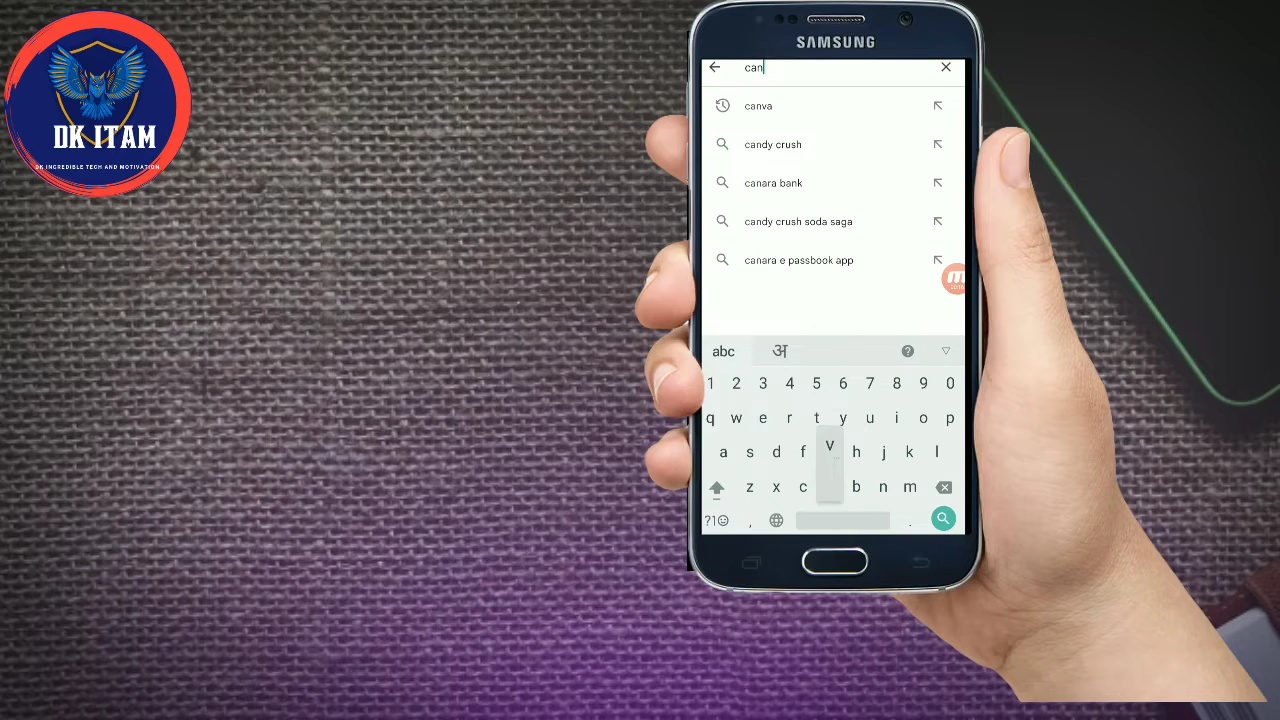 DK ITAM
DK INCREDIBLE TECH AND MOTIVATION
SAMSUNG
can
canva
candy crush
canara bank
candy crush soda saga
canara e passbook app
abc अ
1 2 3 4 5 6 7 8 9 0
q w e r t y u i o p
a s d f v h j k l
z x c b n m
?1 , .